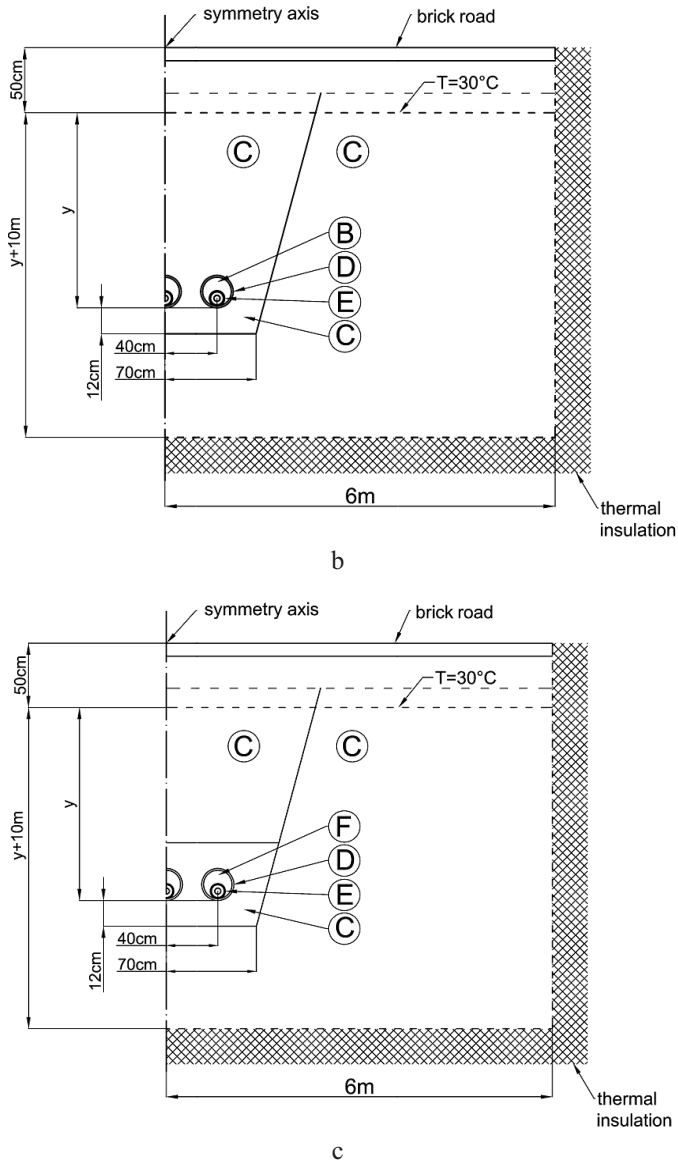 symmetry axis
brick road
50cm
T=30°C
C
C
y
y+10m
B
D
E
C
40cm
70cm
12cm
6m
thermal
insulation
b
symmetry axis
brick road
50cm
T=30°C
C
C
y
y+10m
F
D
E
C
40cm
70cm
12cm
6m
thermal
insulation
c